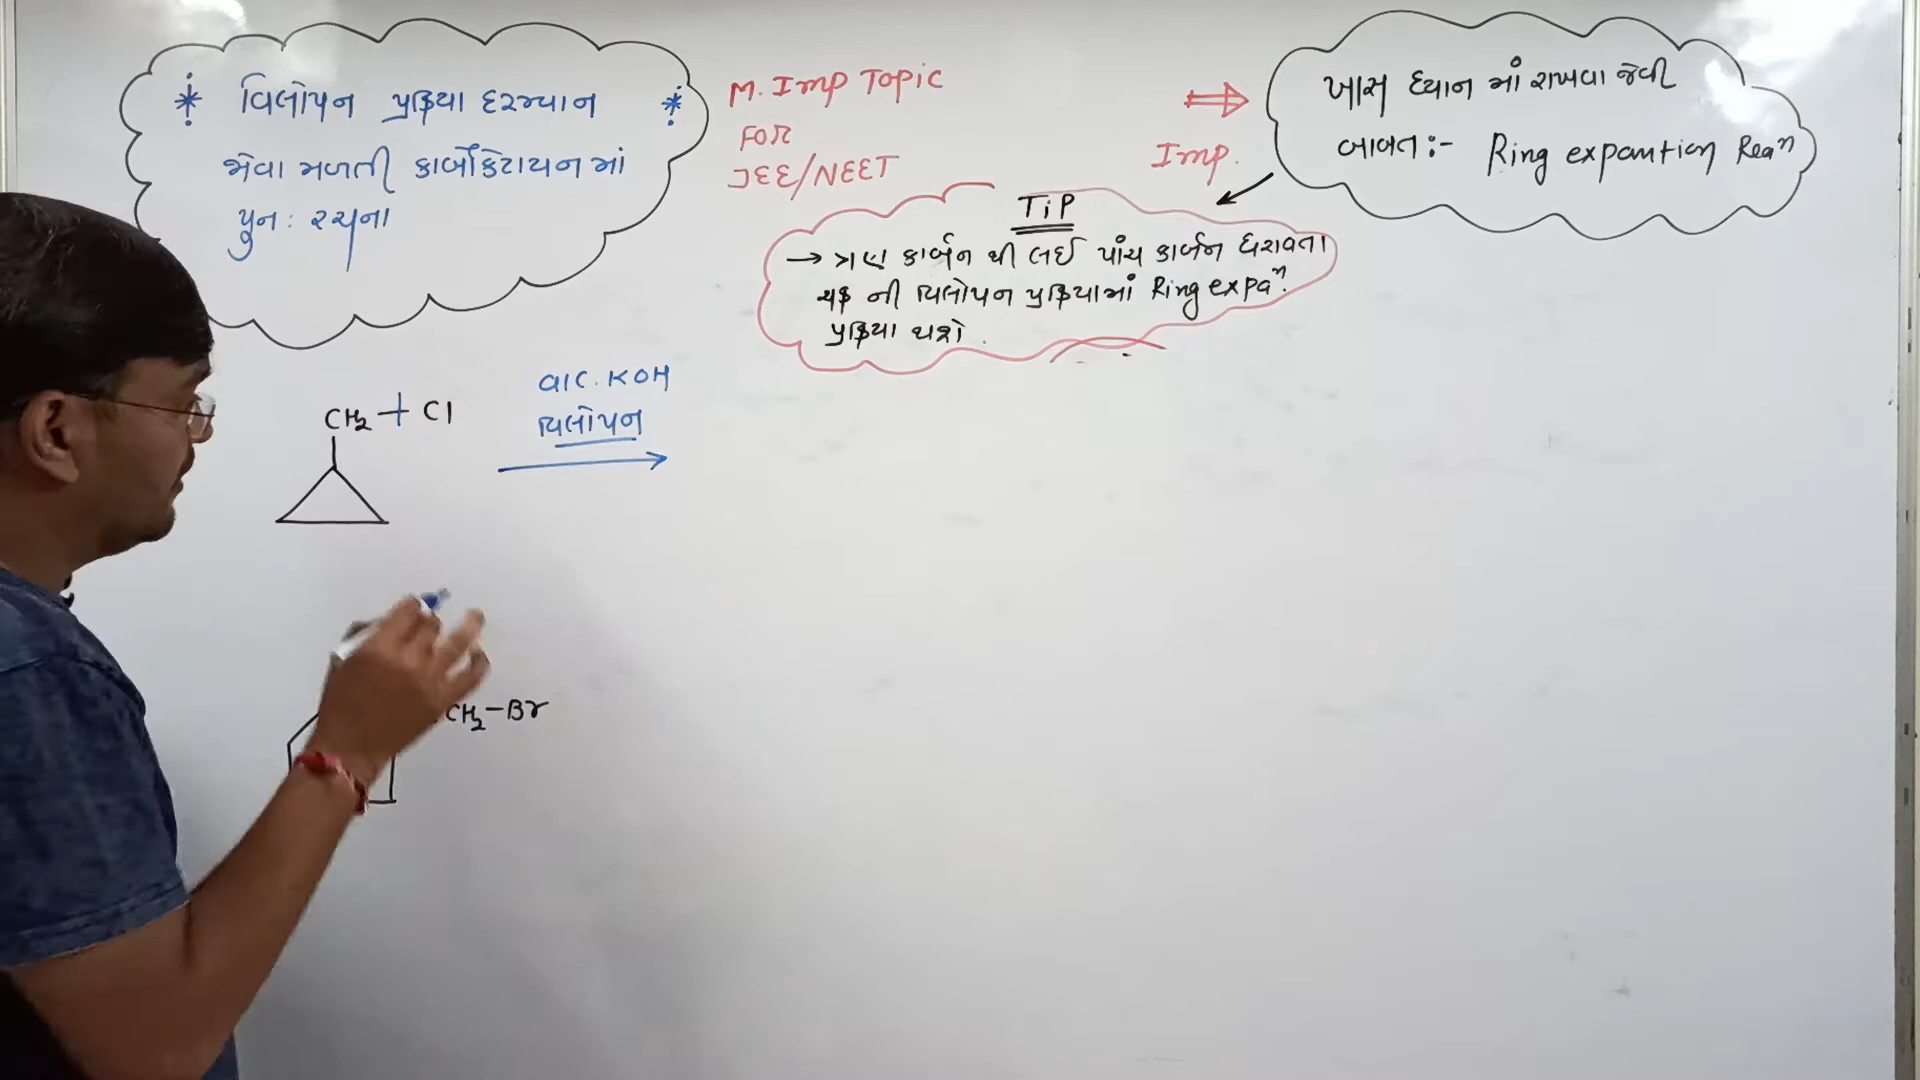 * વિલોપન પ્રક્રિયા દરમ્યાન *
જોવા મળતી કાર્બોકેટાયન માં
પુન: રચના
M. Imp TOPIC
FOR
JEE/NEET
⇒
Imp.
ખાસ ધ્યાન માં રાખવા જેવી
બાબત :- Ring expantion Reaⁿ
TiP
→ ત્રણ કાર્બન થી લઈ પાંચ કાર્બન ધરાવતા
ચક્ર ની વિલોપન પ્રક્રિયામાં Ring expaⁿ.
પ્રક્રિયા થશે.
CH₂ + Cl
alc. KOH
વિલોપન
CH₂-Br